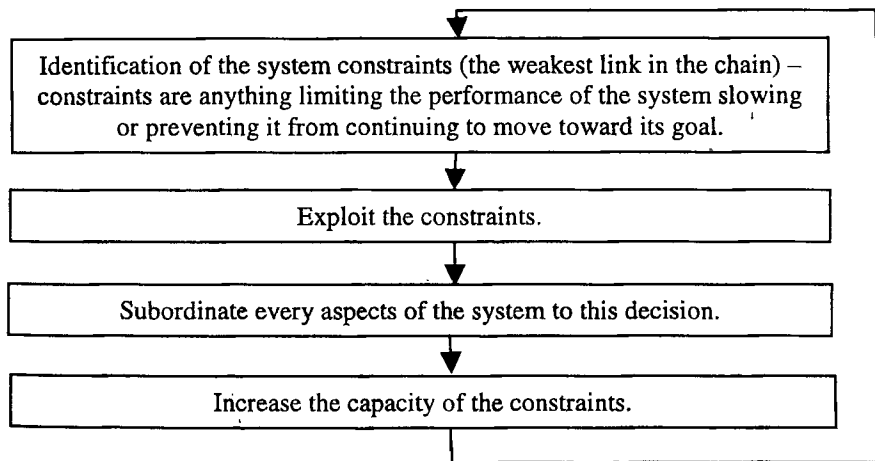 Identification of the system constraints (the weakest link in the chain) –
constraints are anything limiting the performance of the system slowing
or preventing it from continuing to move toward its goal.
Exploit the constraints.
Subordinate every aspects of the system to this decision.
Increase the capacity of the constraints.